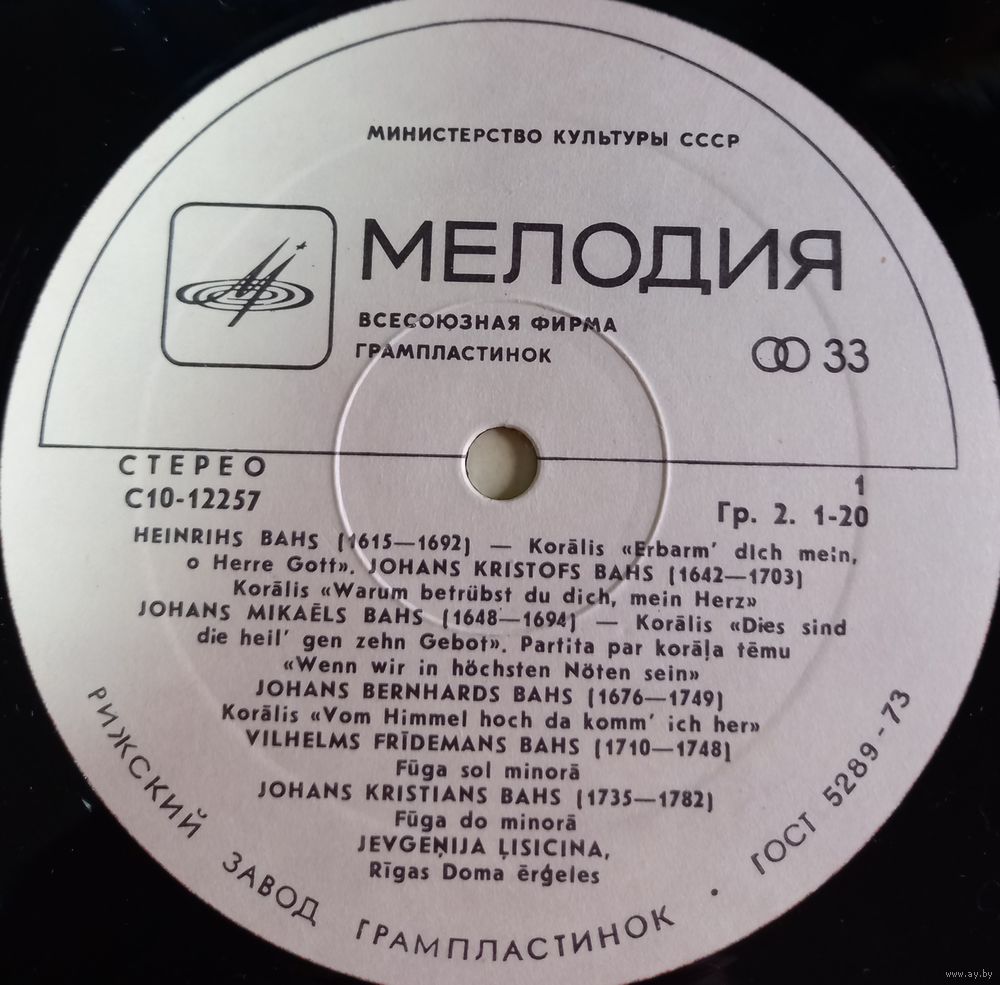 МИНИСТЕРСТВО КУЛЬТУРЫ СССР
МЕЛОДИЯ
ВСЕСОЮЗНАЯ ФИРМА
ГРАМПЛАСТИНОК
33
СТЕРЕО
С10-12257
1
Гр. 2. 1-20
HEINRIHS BAHS (1615—1692) — Korālis «Erbarm’ dich mein,
o Herre Gott». JOHANS KRISTOFS BAHS (1642—1703)
Korālis «Warum betrübst du dich, mein Herz»
JOHANS MIKAĒLS BAHS (1648—1694) — Korālis «Dies sind
die heil’ gen zehn Gebot». Partita par korāļa tēmu
«Wenn wir in höchsten Nöten sein»
JOHANS BERNHARDS BAHS (1676—1749)
Korālis «Vom Himmel hoch da komm’ ich her»
VILHELMS FRĪDEMANS BAHS (1710—1748)
Fūga sol minorā
JOHANS KRISTIANS BAHS (1735—1782)
Fūga do minorā
JEVGEŅIJA ĻISICINA,
Rīgas Doma ērģeles
РИЖСКИЙ ЗАВОД ГРАМПЛАСТИНОК • ГОСТ 5289-73
www.ay.by